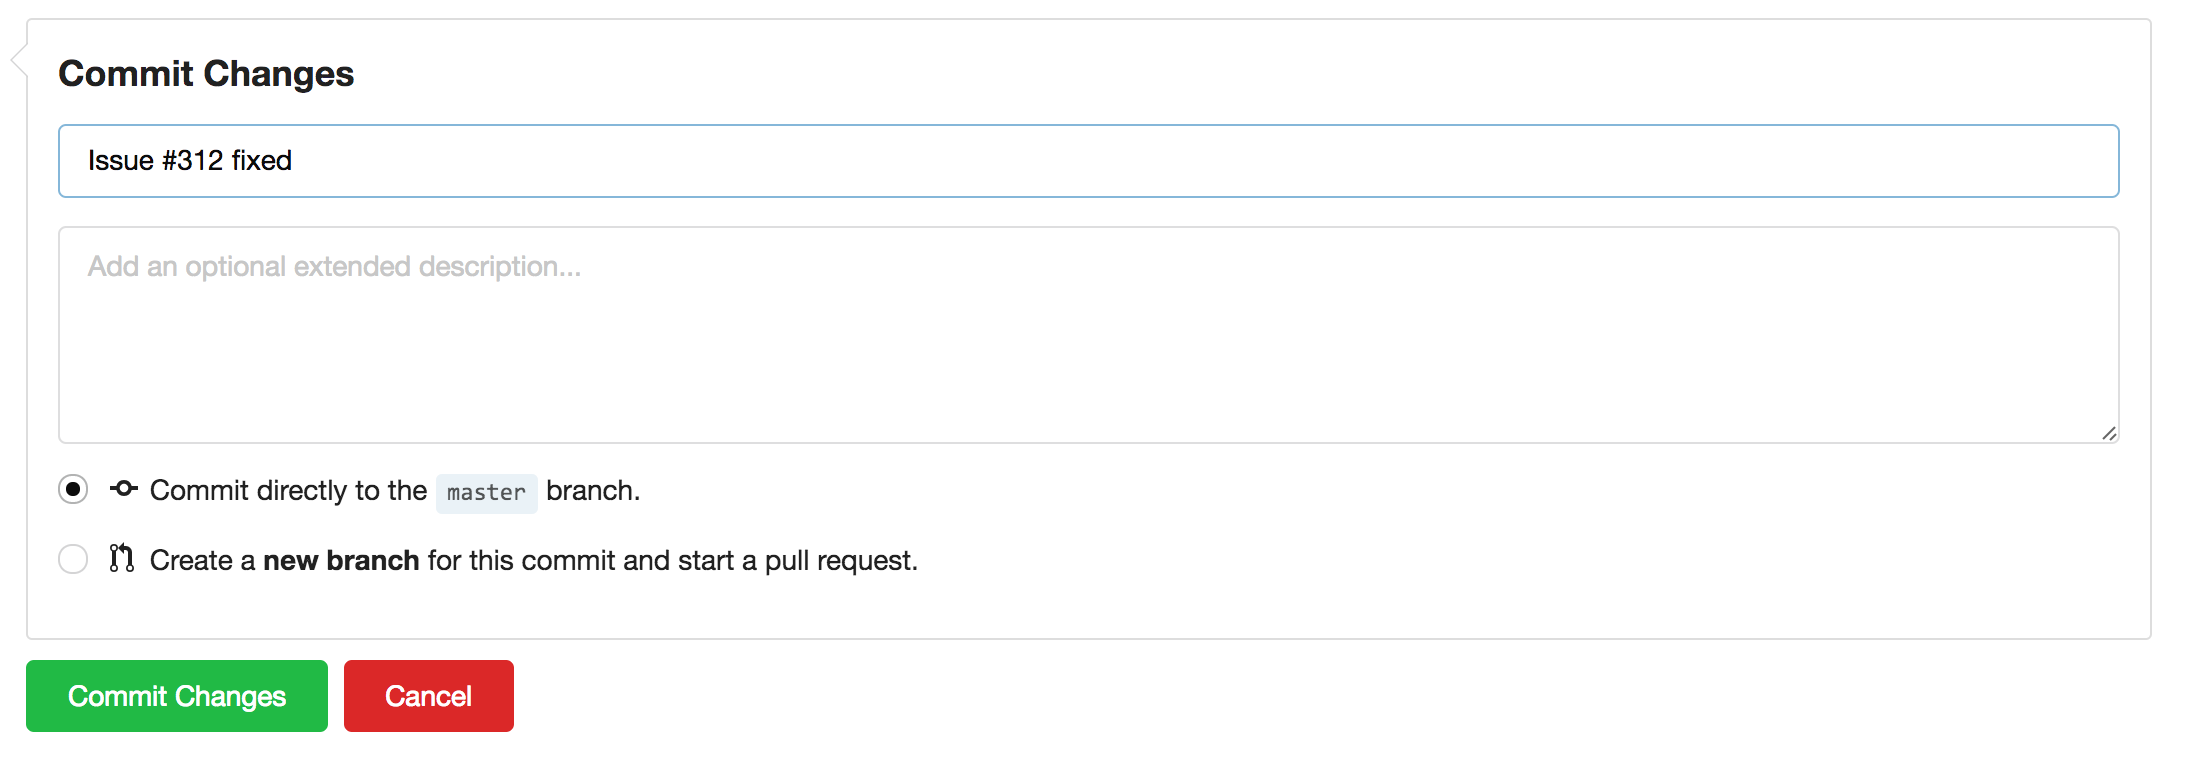 Commit Changes
Issue #312 fixed
Add an optional extended description...
Commit directly to the master branch.
Create a new branch for this commit and start a pull request.
Commit Changes Cancel